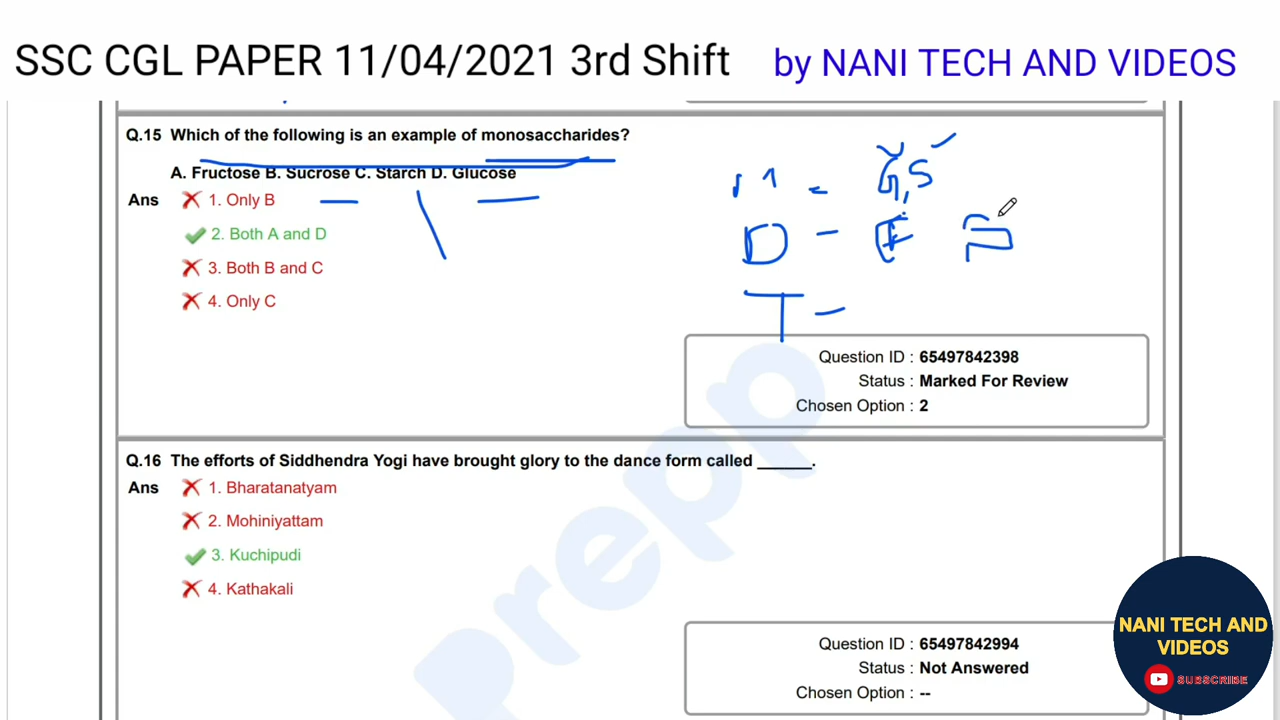 SSC CGL PAPER 11/04/2021 3rd Shift by NANI TECH AND VIDEOS
Q.15 Which of the following is an example of monosaccharides?
A. Fructose B. Sucrose C. Starch D. Glucose
Ans 1. Only B
2. Both A and D
3. Both B and C
4. Only C
G,S
D -
T -
Question ID : 65497842398
Status : Marked For Review
Chosen Option : 2
Q.16 The efforts of Siddhendra Yogi have brought glory to the dance form called ______.
Ans 1. Bharatanatyam
2. Mohiniyattam
3. Kuchipudi
4. Kathakali
Question ID : 65497842994
Status : Not Answered
Chosen Option : --
Prepp
NANI TECH AND
VIDEOS
SUBSCRIBE